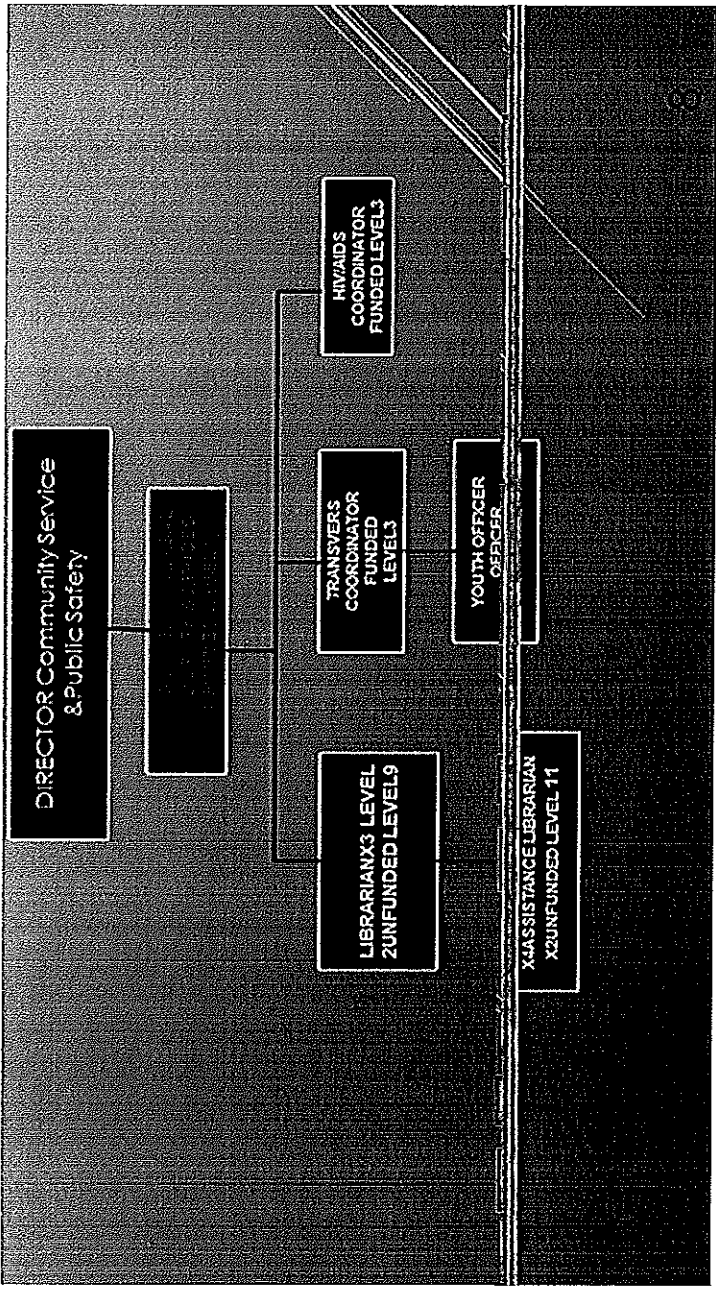 DIRECTOR Community Service
& Public Safety
LIBRARIANX3 LEVEL
2UNFUNDED LEVEL9
TRANSVERS
COORDINATOR
FUNDED
LEVEL3
HIV/AIDS
COORDINATOR
FUNDED LEVEL3
YOUTH OFFICER
OFFICER
X4ASSISTANCE LIBRARIAN
X2UNFUNDED LEVEL 11